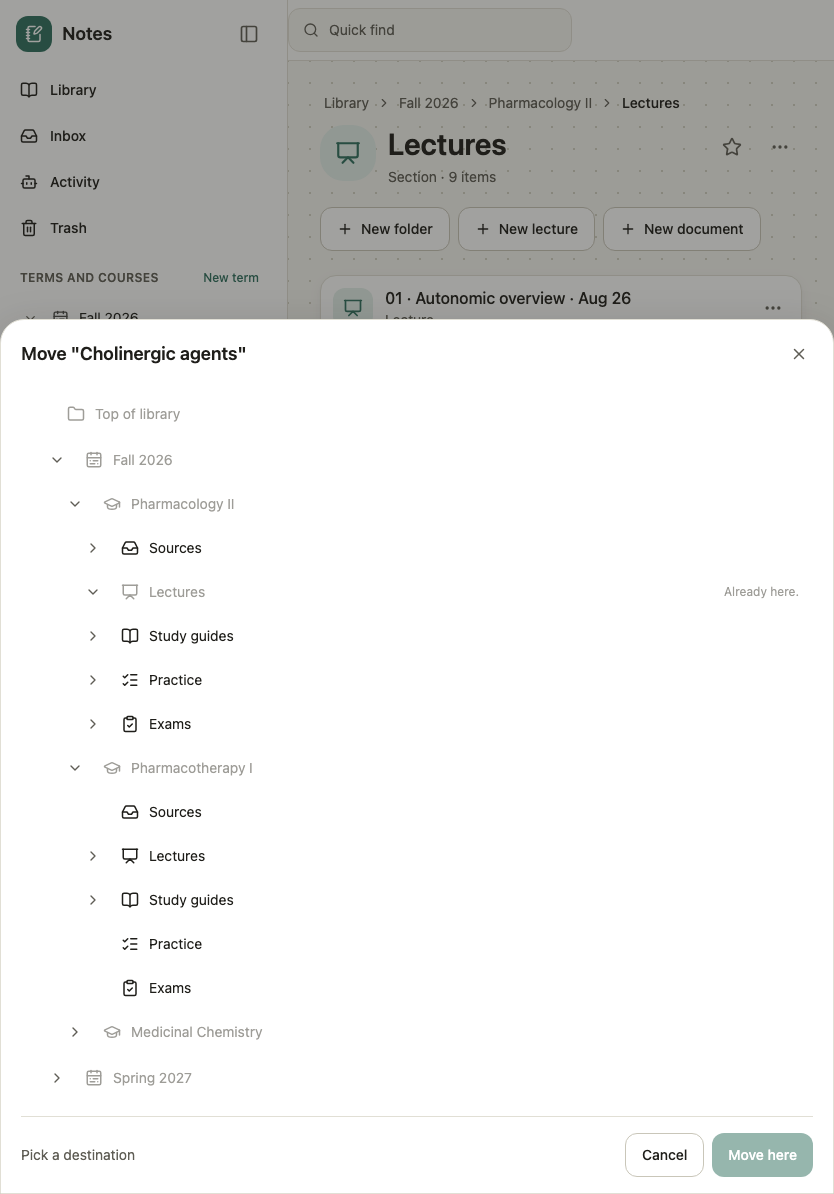 Notes
Quick find
Library
Inbox
Activity
Trash
TERMS AND COURSES New term
Fall 2026
Library Fall 2026 Pharmacology II Lectures
Lectures
Section · 9 items
New folder New lecture New document
01 · Autonomic overview · Aug 26
Lecture
Move "Cholinergic agents"
Top of library
Fall 2026
Pharmacology II
Sources
Lectures Already here.
Study guides
Practice
Exams
Pharmacotherapy I
Sources
Lectures
Study guides
Practice
Exams
Medicinal Chemistry
Spring 2027
Pick a destination Cancel Move here